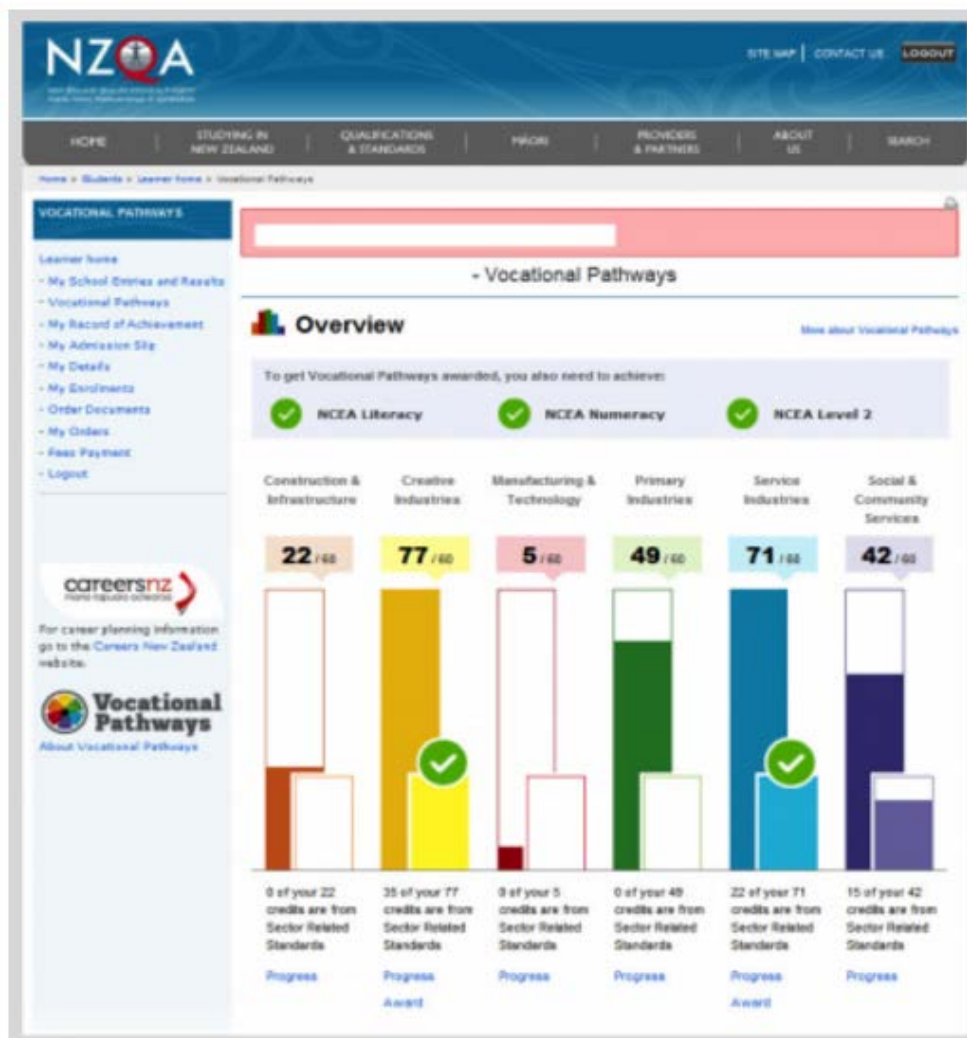 NZQA
SITE MAP | CONTACT US LOGOUT
HOME | STUDYING IN NEW ZEALAND | QUALIFICATIONS & STANDARDS | MĀORI | PROVIDERS & PARTNERS | ABOUT US | SEARCH
Home > Students > Learner home > Vocational Pathways
VOCATIONAL PATHWAYS
Learner home
- My School Entries and Results
- Vocational Pathways
- My Record of Achievement
- My Admission Slip
- My Details
- My Enrolments
- Order Documents
- My Orders
- Fees Payment
- Logout
careersnz
For career planning information
go to the Careers New Zealand
website.
Vocational
Pathways
About Vocational Pathways
- Vocational Pathways
Overview
More about Vocational Pathways
To get Vocational Pathways awarded, you also need to achieve:
NCEA Literacy NCEA Numeracy NCEA Level 2
Construction &
Infrastructure
22 / 60
0 of your 22
credits are from
Sector Related
Standards
Progress
Creative
Industries
77 / 60
35 of your 77
credits are from
Sector Related
Standards
Progress
Award
Manufacturing &
Technology
5 / 60
0 of your 5
credits are from
Sector Related
Standards
Progress
Primary
Industries
49 / 60
0 of your 49
credits are from
Sector Related
Standards
Progress
Service
Industries
71 / 60
22 of your 71
credits are from
Sector Related
Standards
Progress
Award
Social &
Community
Services
42 / 60
15 of your 42
credits are from
Sector Related
Standards
Progress